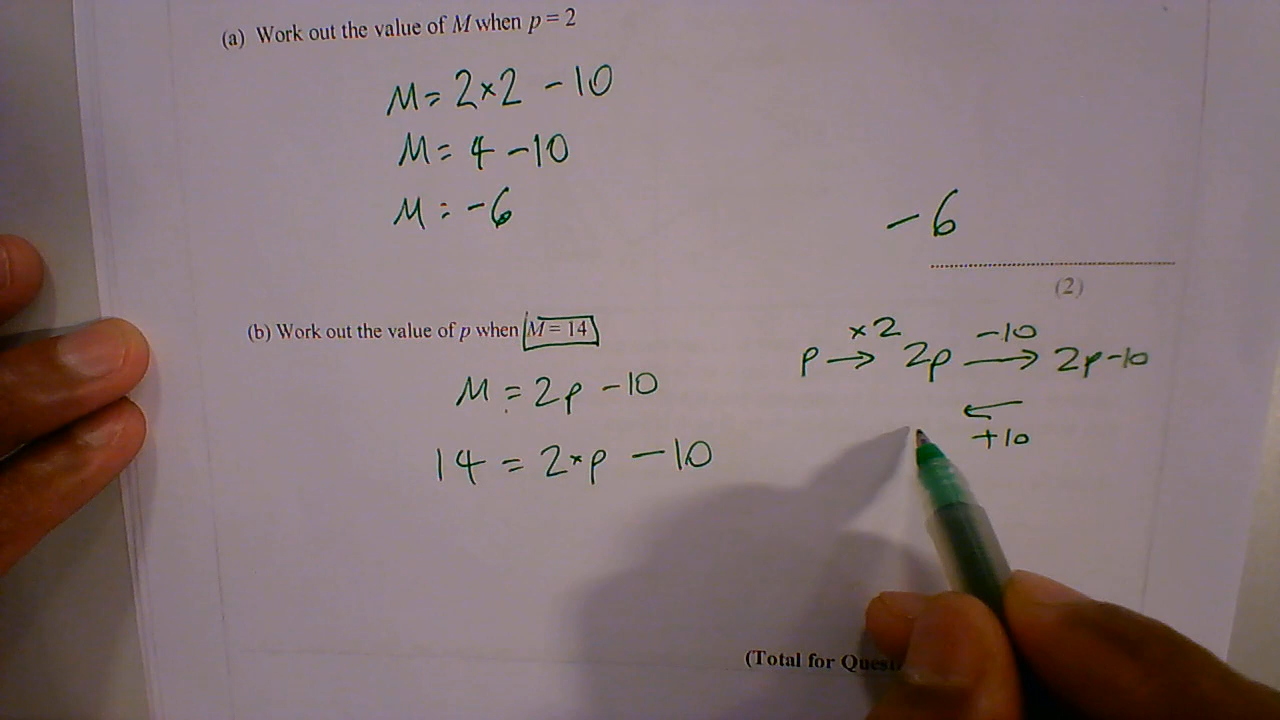 (a) Work out the value of M when p = 2
M = 2×2 - 10
M = 4 - 10
M = -6
-6
(2)
(b) Work out the value of p when M = 14
M = 2p - 10
14 = 2×p - 10
×2 -10
p → 2p → 2p-10
←
+10
(Total for